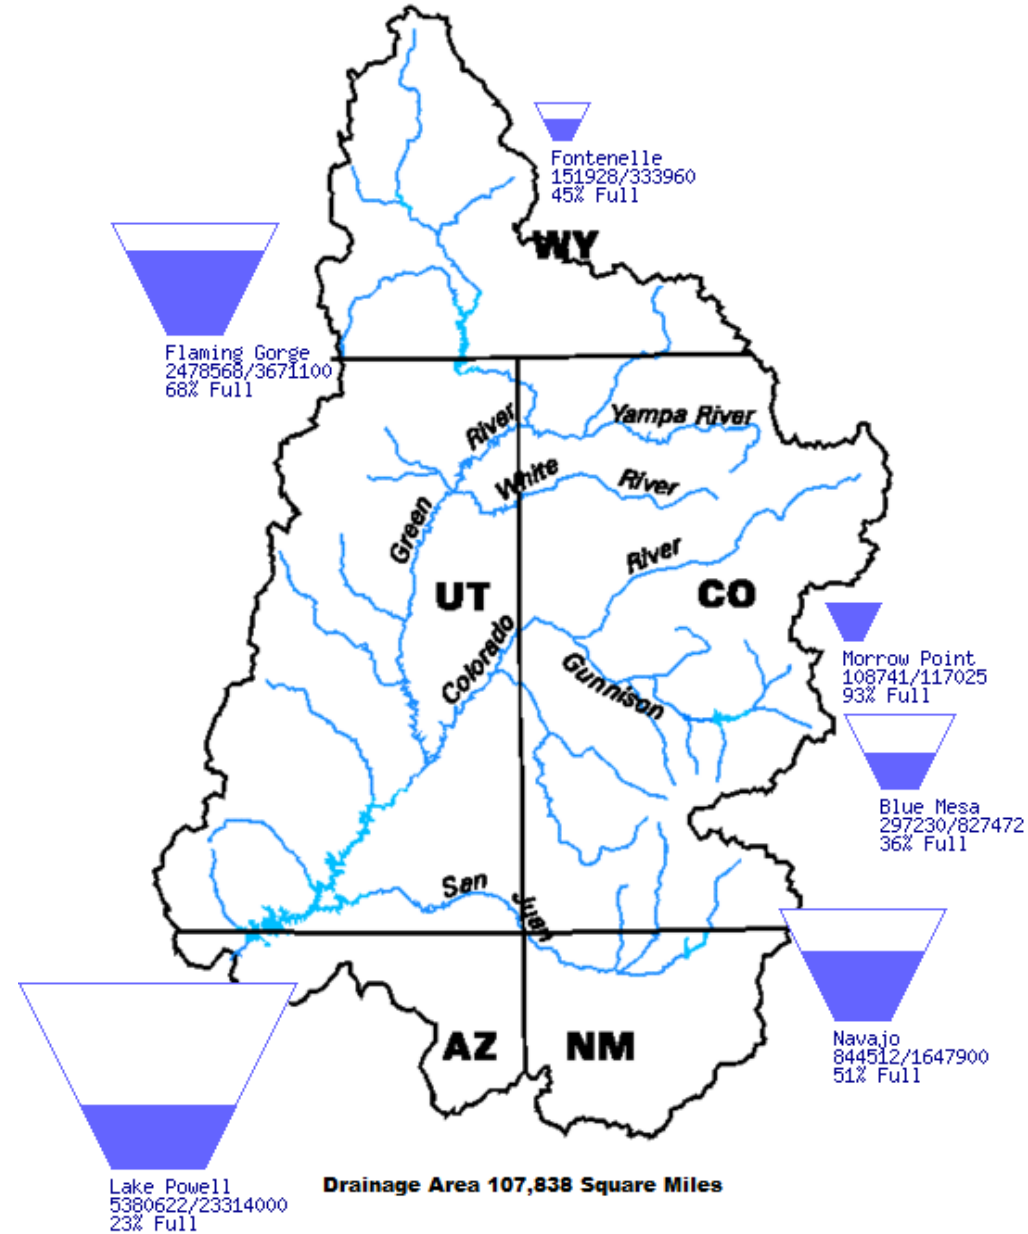 Fontenelle
151928/333960
45% Full
WY
Flaming Gorge
2478568/3671100
68% Full
Yampa River
River
White
River
Green
River
UT
CO
Colorado
Gunnison
Morrow Point
108741/117025
93% Full
Blue Mesa
297230/827472
36% Full
San
Juan
Navajo
844512/1647900
51% Full
AZ
NM
Lake Powell
5380622/23314000
23% Full
Drainage Area 107,838 Square Miles